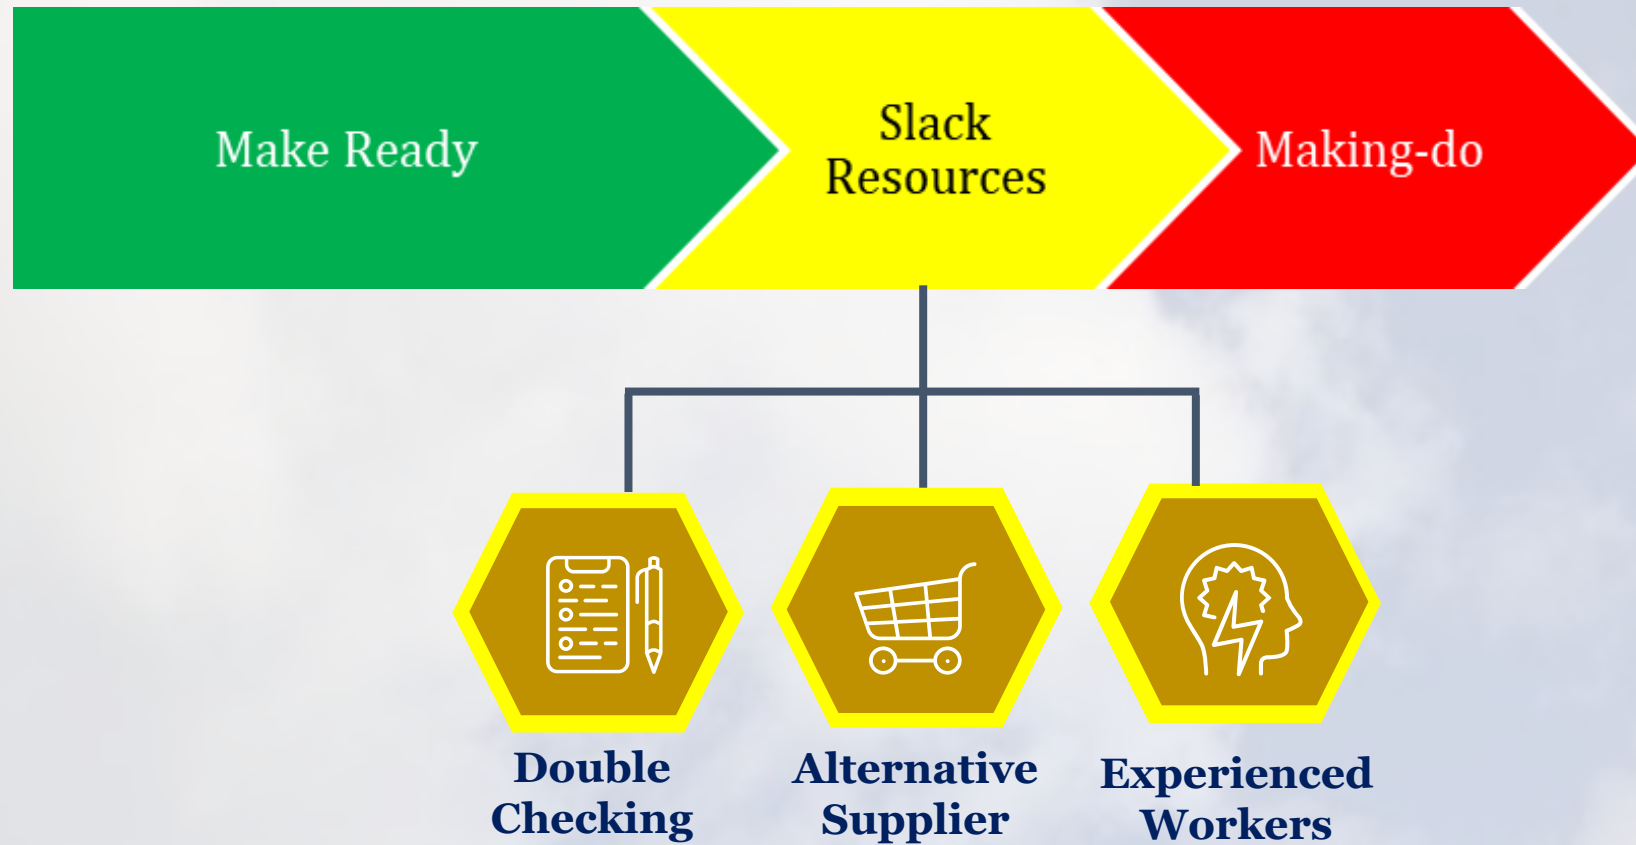 Make Ready
Slack
Resources
Making-do
Double
Checking
Alternative
Supplier
Experienced
Workers